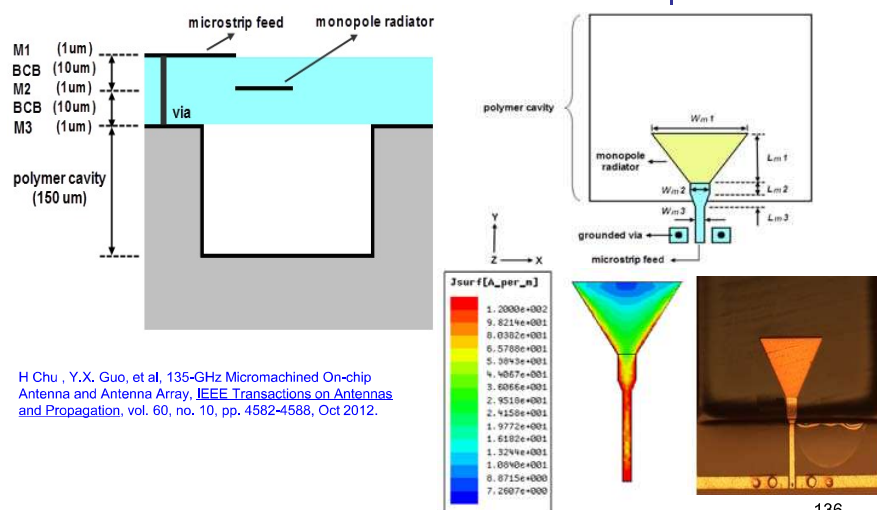 microstrip feed
monopole radiator
M1 (1um)
BCB (10um)
M2 (1um)
BCB (10um)
M3 (1um)
via
polymer cavity
(150 um)
H Chu , Y.X. Guo, et al, 135-GHz Micromachined On-chip
Antenna and Antenna Array, IEEE Transactions on Antennas
and Propagation, vol. 60, no. 10, pp. 4582-4588, Oct 2012.
polymer cavity
Wm1
monopole
radiator
Lm1
Wm2
Lm2
Wm3
Lm3
grounded via
microstrip feed
Y
Z
X
Jsurf[A_per_m]
1.2000e+002
9.8214e+001
8.0382e+001
6.5788e+001
5.3843e+001
4.4067e+001
3.6066e+001
2.9518e+001
2.4158e+001
1.9772e+001
1.6182e+001
1.3244e+001
1.0840e+001
8.8715e+000
7.2607e+000